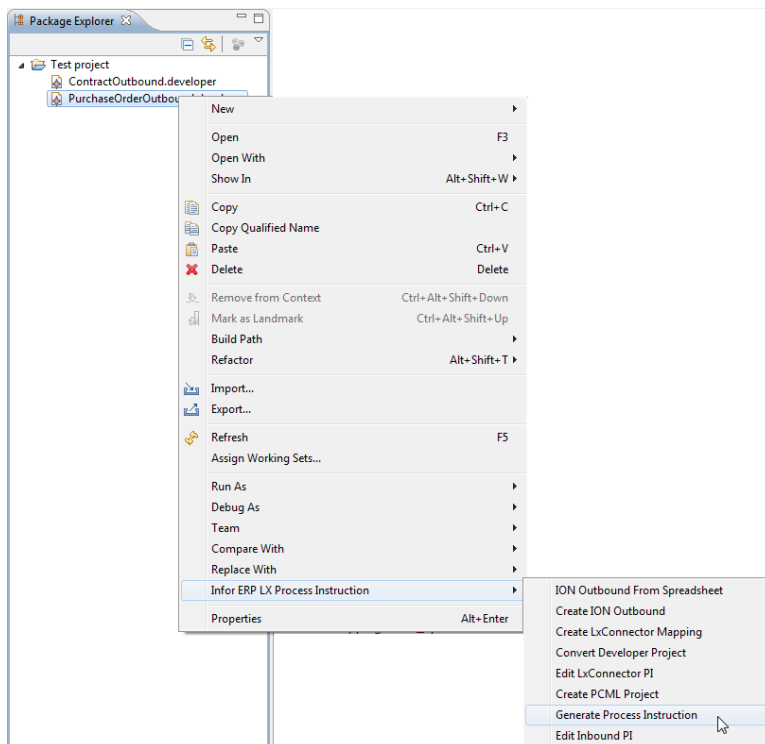 Package Explorer
Test project
ContractOutbound.developer
PurchaseOrderOutbou
New
Open F3
Open With
Show In Alt+Shift+W
Copy Ctrl+C
Copy Qualified Name
Paste Ctrl+V
Delete Delete
Remove from Context Ctrl+Alt+Shift+Down
Mark as Landmark Ctrl+Alt+Shift+Up
Build Path
Refactor Alt+Shift+T
Import...
Export...
Refresh F5
Assign Working Sets...
Run As
Debug As
Team
Compare With
Replace With
Infor ERP LX Process Instruction
Properties Alt+Enter
ION Outbound From Spreadsheet
Create ION Outbound
Create LxConnector Mapping
Convert Developer Project
Edit LxConnector PI
Create PCML Project
Generate Process Instruction
Edit Inbound PI